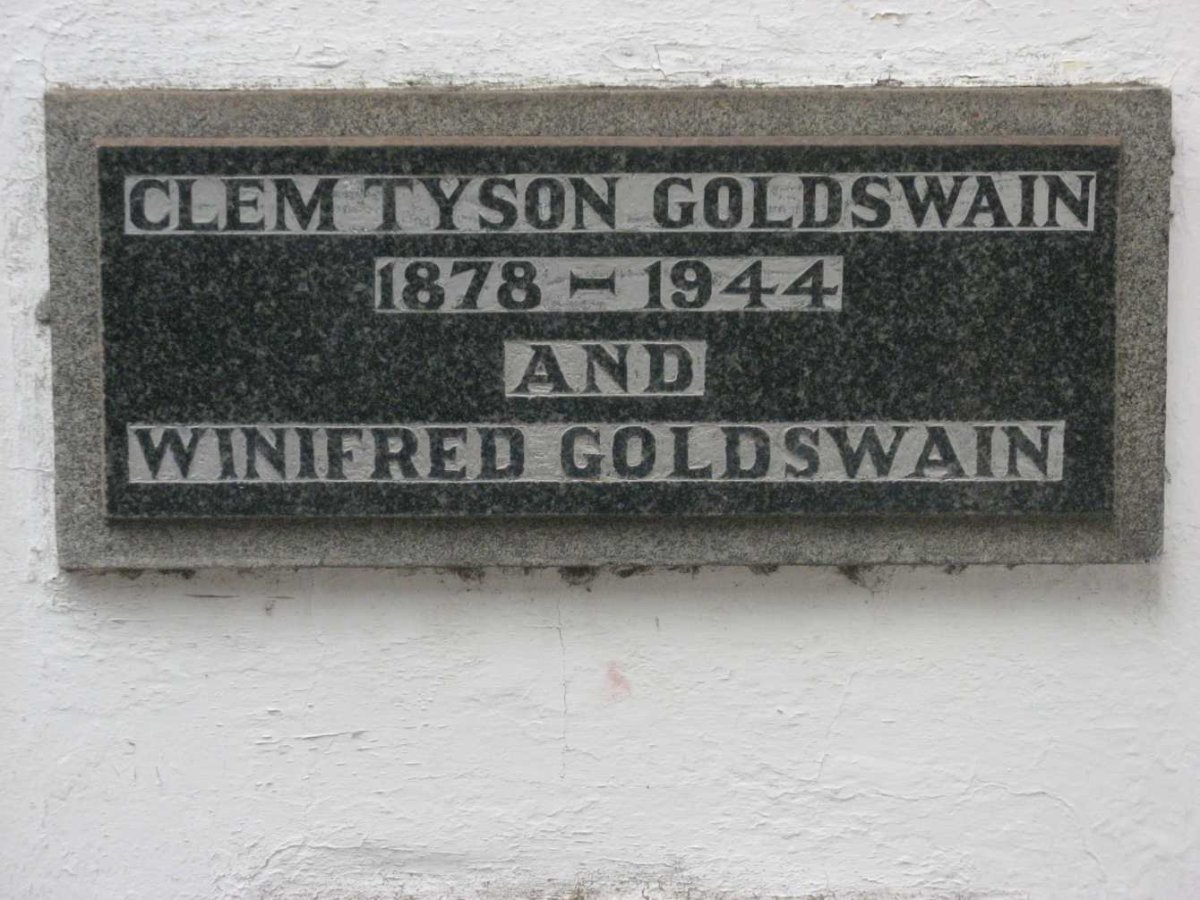 CLEM TYSON GOLDSWAIN
1878 - 1944
AND
WINIFRED GOLDSWAIN